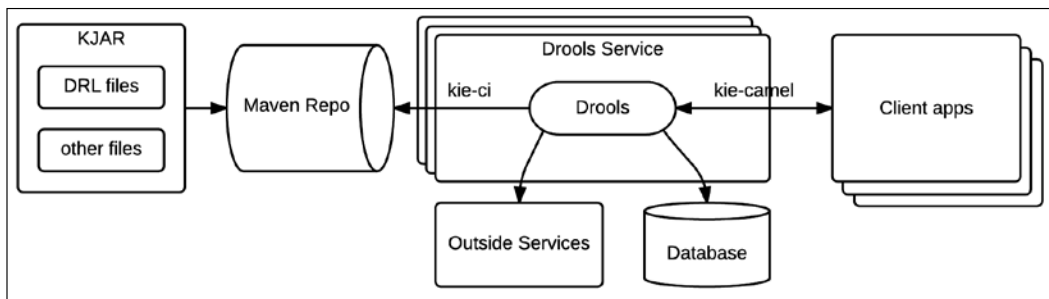 KJAR
DRL files
other files
Maven Repo
kie-ci
Drools Service
Drools
kie-camel
Client apps
Outside Services
Database